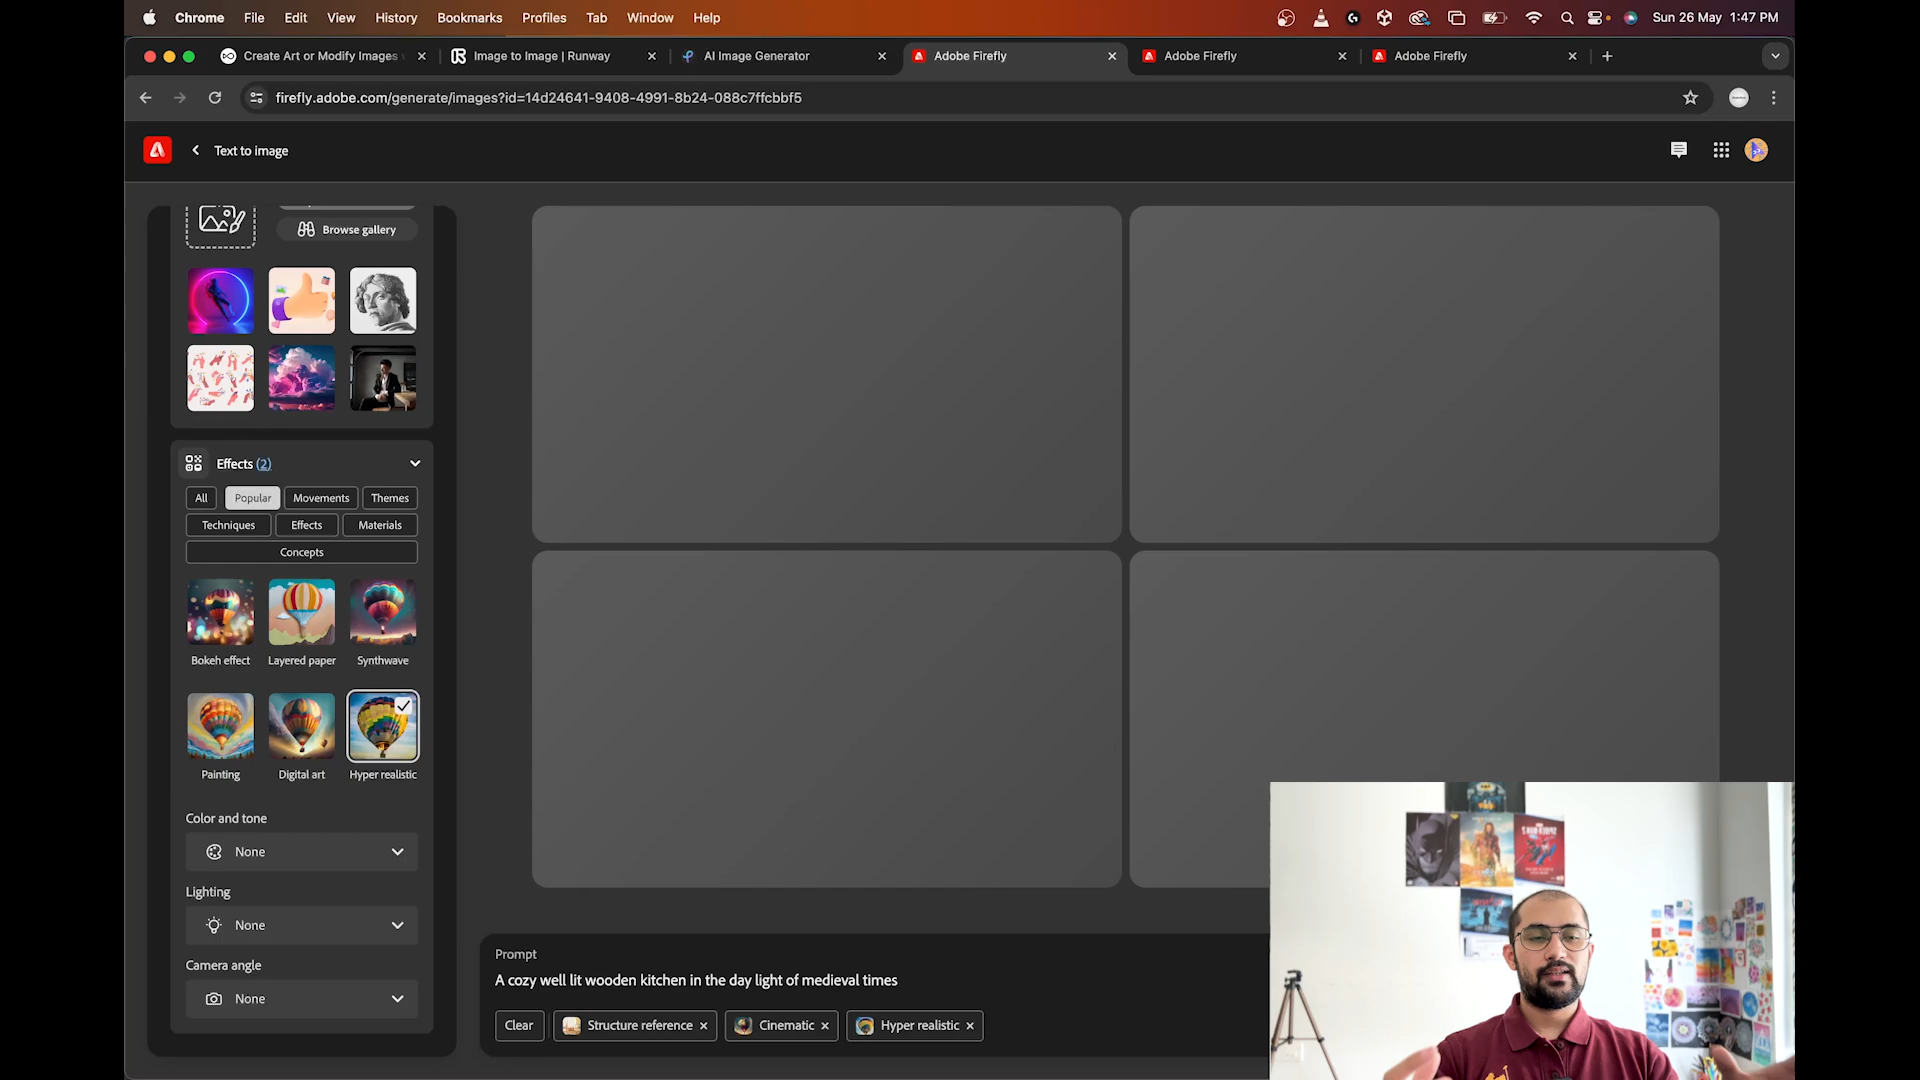 Chrome File Edit View History Bookmarks Profiles Tab Window Help Sun 26 May 1:47 PM
Create Art or Modify Images Image to Image | Runway AI Image Generator Adobe Firefly Adobe Firefly Adobe Firefly
firefly.adobe.com/generate/images?id=14d24641-9408-4991-8b24-088c7ffcbbf5
Text to image
Browse gallery
Effects (2)
All Popular Movements Themes
Techniques Effects Materials
Concepts
Bokeh effect Layered paper Synthwave
Painting Digital art Hyper realistic
Color and tone
None
Lighting
None
Camera angle
None
Prompt
A cozy well lit wooden kitchen in the day light of medieval times
Clear Structure reference Cinematic Hyper realistic